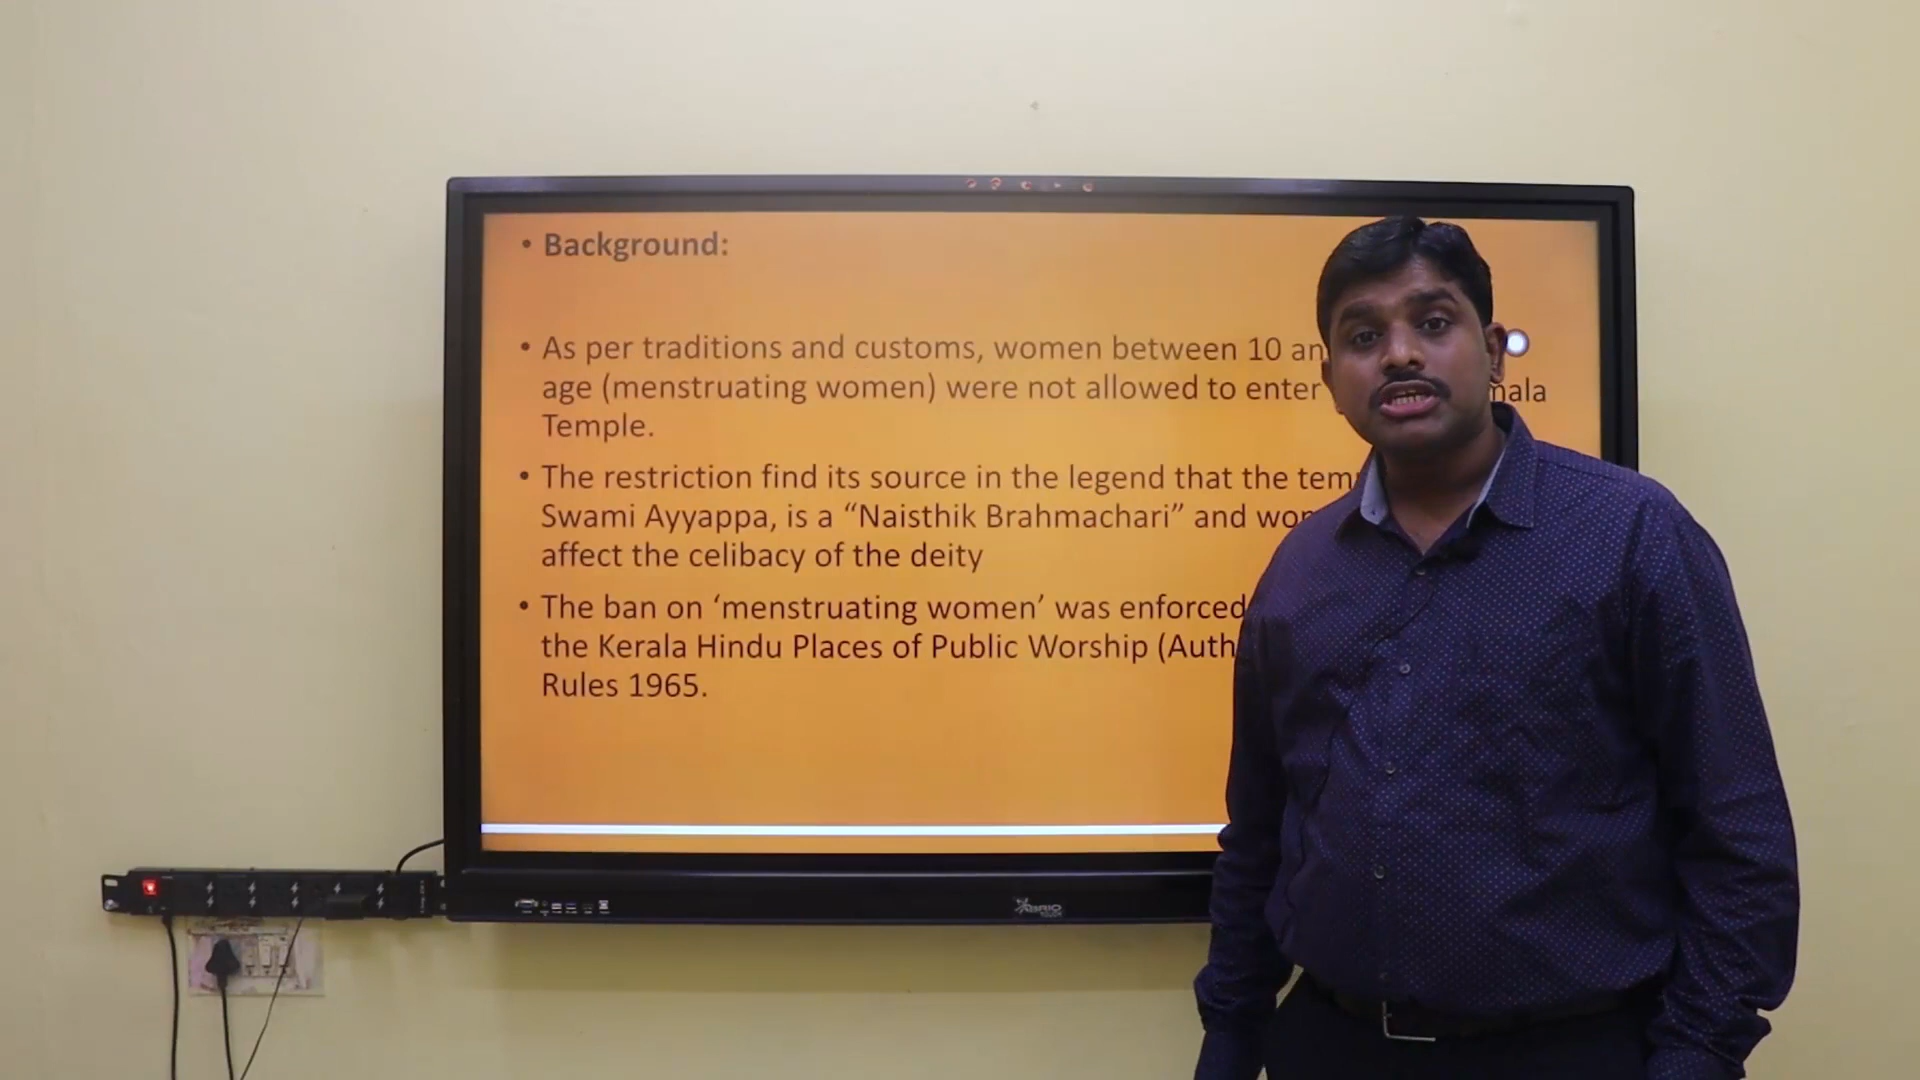 • Background:
• As per traditions and customs, women between 10 an
age (menstruating women) were not allowed to enter mala
Temple.
• The restriction find its source in the legend that the tem
Swami Ayyappa, is a “Naisthik Brahmachari” and wo
affect the celibacy of the deity
• The ban on ‘menstruating women’ was enforced
the Kerala Hindu Places of Public Worship (Auth
Rules 1965.
BRIO